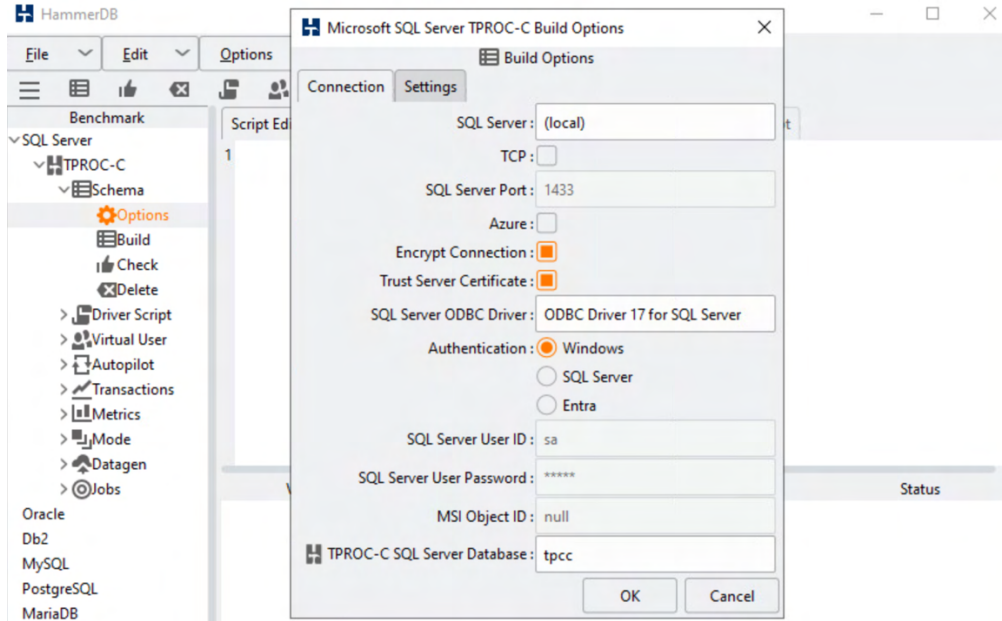 HammerDB
File
Edit
Options
Benchmark
SQL Server
TPROC-C
Schema
Options
Build
Check
Delete
Driver Script
Virtual User
Autopilot
Transactions
Metrics
Mode
Datagen
Jobs
Oracle
Db2
MySQL
PostgreSQL
MariaDB
Script Edi
1
Microsoft SQL Server TPROC-C Build Options
Build Options
Connection Settings
SQL Server : (local)
TCP :
SQL Server Port : 1433
Azure :
Encrypt Connection :
Trust Server Certificate :
SQL Server ODBC Driver : ODBC Driver 17 for SQL Server
Authentication : Windows
SQL Server
Entra
SQL Server User ID : sa
SQL Server User Password : *****
MSI Object ID : null
TPROC-C SQL Server Database : tpcc
OK Cancel
Status